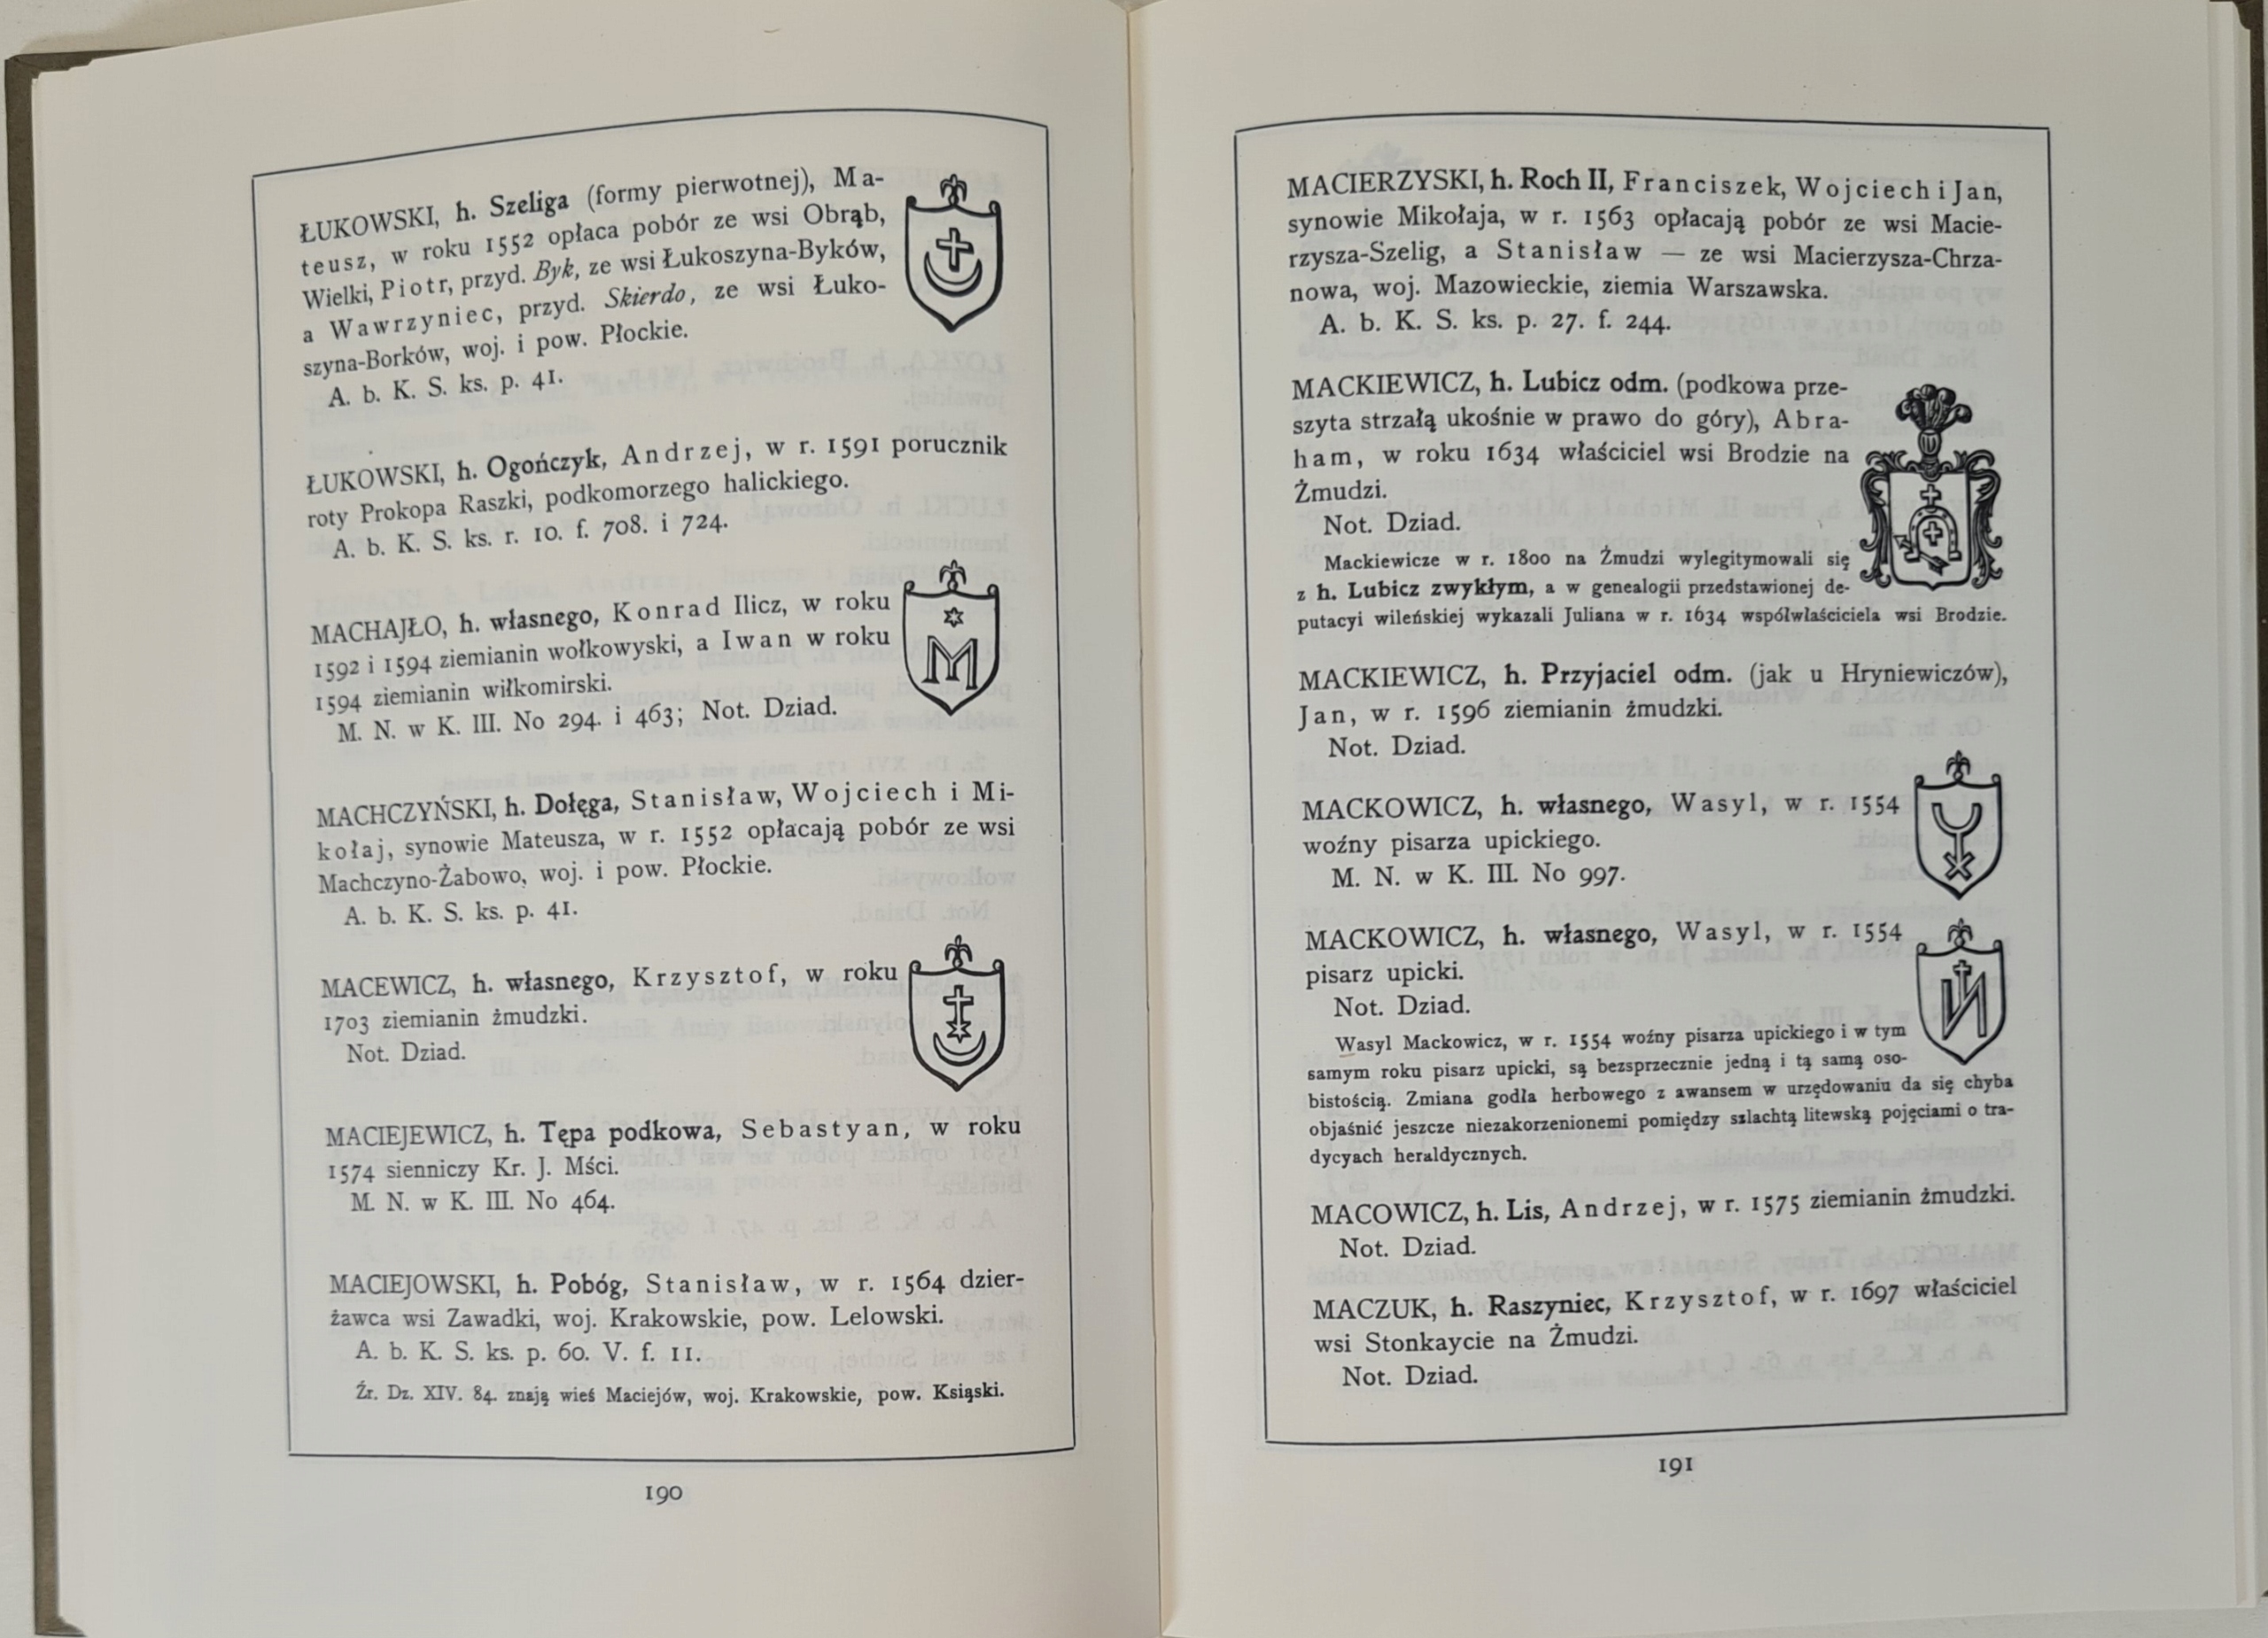 ŁUKOWSKI, h. Szeliga (formy pierwotnej), Ma-
teusz, w roku 1552 opłaca pobór ze wsi Obrąb,
Wielki, Piotr, przyd. Byk, ze wsi Łukoszyna-Byków,
a Wawrzyniec, przyd. Skierdo, ze wsi Łuko-
szyna-Borków, woj. i pow. Płockie.
A. b. K. S. ks. p. 41.
ŁUKOWSKI, h. Ogończyk, Andrzej, w r. 1591 porucznik
roty Prokopa Raszki, podkomorzego halickiego.
A. b. K. S. ks. r. 10. f. 708. i 724.
MACHAJŁO, h. własnego, Konrad Ilicz, w roku
1592 i 1594 ziemianin wołkowyski, a Iwan w roku
1594 ziemianin wiłkomirski.
M. N. w K. III. No 294. i 463; Not. Dziad.
MACHCZYŃSKI, h. Dołęga, Stanisław, Wojciech i Mi-
kołaj, synowie Mateusza, w r. 1552 opłacają pobór ze wsi
Machczyno-Żabowo, woj. i pow. Płockie.
A. b. K. S. ks. p. 41.
MACEWICZ, h. własnego, Krzysztof, w roku
1703 ziemianin żmudzki.
Not. Dziad.
MACIEJEWICZ, h. Tępa podkowa, Sebastyan, w roku
1574 sienniczy Kr. J. Mści.
M. N. w K. III. No 464.
MACIEJOWSKI, h. Pobóg, Stanisław, w r. 1564 dzier-
żawca wsi Zawadki, woj. Krakowskie, pow. Lelowski.
A. b. K. S. ks. p. 60. V. f. 11.
Źr. Dz. XIV. 84. znają wieś Maciejów, woj. Krakowskie, pow. Ksiąski.
190
MACIERZYSKI, h. Roch II, Franciszek, Wojciech i Jan,
synowie Mikołaja, w r. 1563 opłacają pobór ze wsi Macie-
rzysza-Szelig, a Stanisław — ze wsi Macierzysza-Chrza-
nowa, woj. Mazowieckie, ziemia Warszawska.
A. b. K. S. ks. p. 27. f. 244.
MACKIEWICZ, h. Lubicz odm. (podkowa prze-
szyta strzałą ukośnie w prawo do góry), Abra-
ham, w roku 1634 właściciel wsi Brodzie na
Żmudzi.
Not. Dziad.
Mackiewicze w r. 1800 na Żmudzi wylegitymowali się
z h. Lubicz zwykłym, a w genealogii przedstawionej de-
putacyi wileńskiej wykazali Juliana w r. 1634 współwłaściciela wsi Brodzie.
MACKIEWICZ, h. Przyjaciel odm. (jak u Hryniewiczów),
Jan, w r. 1596 ziemianin żmudzki.
Not. Dziad.
MACKOWICZ, h. własnego, Wasyl, w r. 1554
woźny pisarza upickiego.
M. N. w K. III. No 997.
MACKOWICZ, h. własnego, Wasyl, w r. 1554
pisarz upicki.
Not. Dziad.
Wasyl Mackowicz, w r. 1554 woźny pisarza upickiego i w tym
samym roku pisarz upicki, są bezsprzecznie jedną i tą samą oso-
bistością. Zmiana godła herbowego z awansem w urzędowaniu da się chyba
objaśnić jeszcze niezakorzenionemi pomiędzy szlachtą litewską pojęciami o tra-
dycyach heraldycznych.
MACOWICZ, h. Lis, Andrzej, w r. 1575 ziemianin żmudzki.
Not. Dziad.
MACZUK, h. Raszyniec, Krzysztof, w r. 1697 właściciel
wsi Stonkaycie na Żmudzi.
Not. Dziad.
191